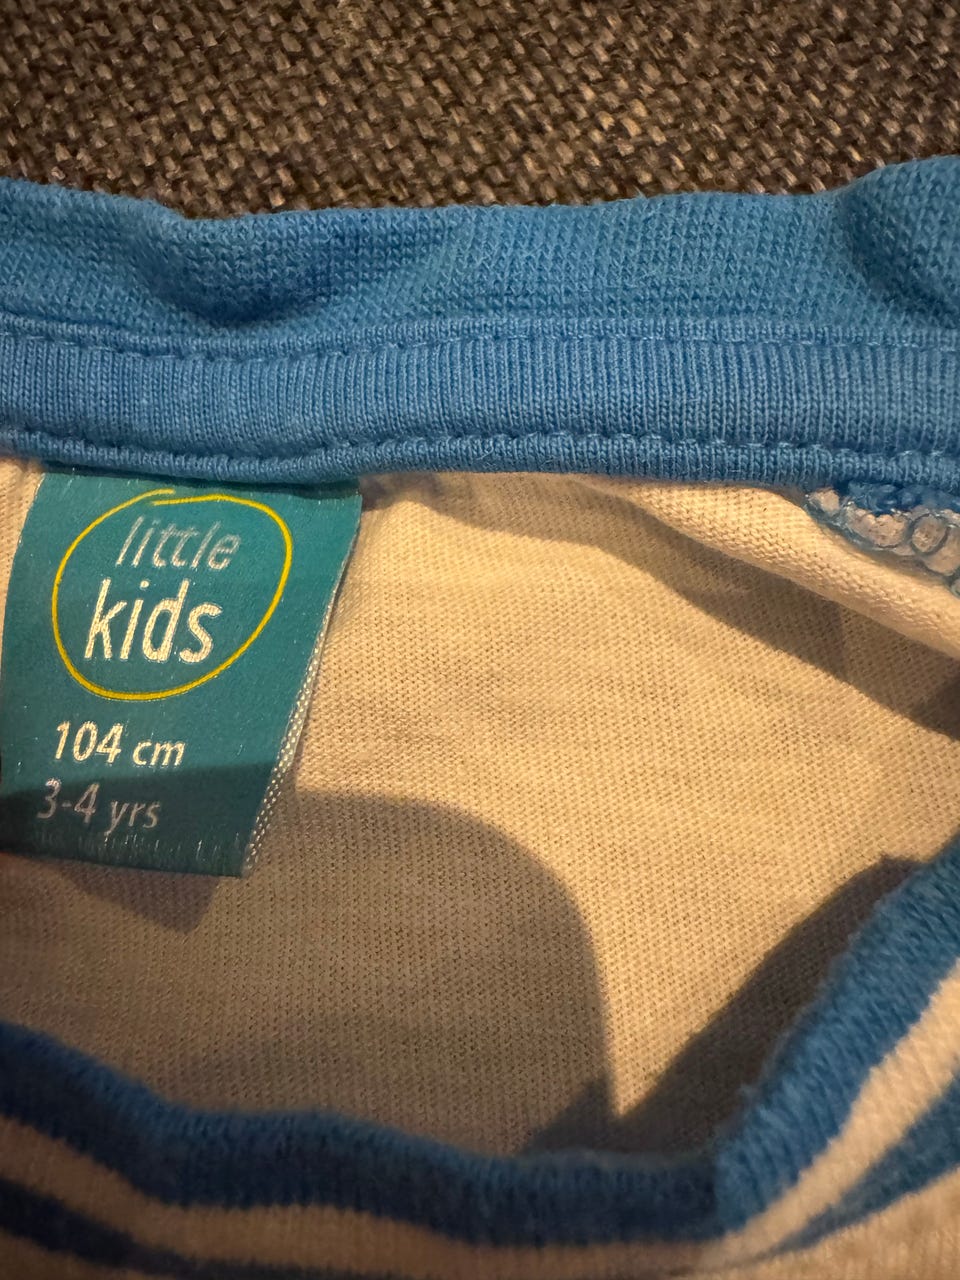 little
kids
104 cm
3-4 yrs